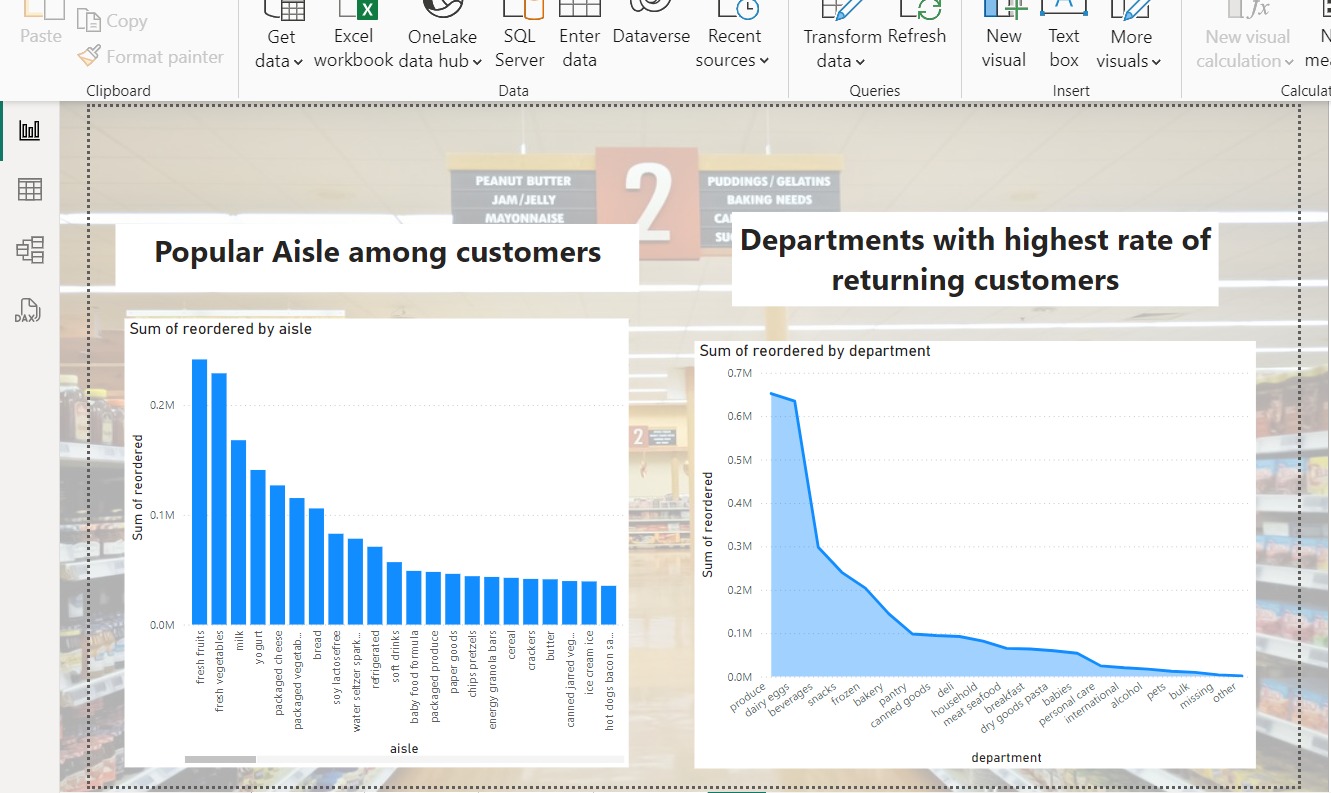 Paste
Copy
Format painter
Clipboard
Get
data
Excel
workbook
OneLake
data hub
SQL
Server
Enter
data
Dataverse
Recent
sources
Data
Transform
data
Refresh
Queries
New
visual
Text
box
More
visuals
Insert
New visual
calculation
PEANUT BUTTER
JAM/JELLY
MAYONNAISE
2
PUDDINGS/GELATINS
BAKING NEEDS
Popular Aisle among customers
Departments with highest rate of
returning customers
Sum of reordered by aisle
Sum of reordered
0.2M
0.1M
0.0M
fresh fruits
fresh vegetables
milk
yogurt
packaged cheese
packaged vegetab...
bread
soy lactosefree
water seltzer spark...
refrigerated
soft drinks
baby food formula
packaged produce
paper goods
chips pretzels
energy granola bars
cereal
crackers
butter
canned jarred veg...
ice cream ice
hot dogs bacon sa...
aisle
2
Sum of reordered by department
Sum of reordered
0.7M
0.6M
0.5M
0.4M
0.3M
0.2M
0.1M
0.0M
produce
dairy eggs
beverages
snacks
frozen
bakery
pantry
canned goods
deli
household
meat seafood
breakfast
dry goods pasta
babies
personal care
international
alcohol
pets
bulk
missing
other
department
DAX